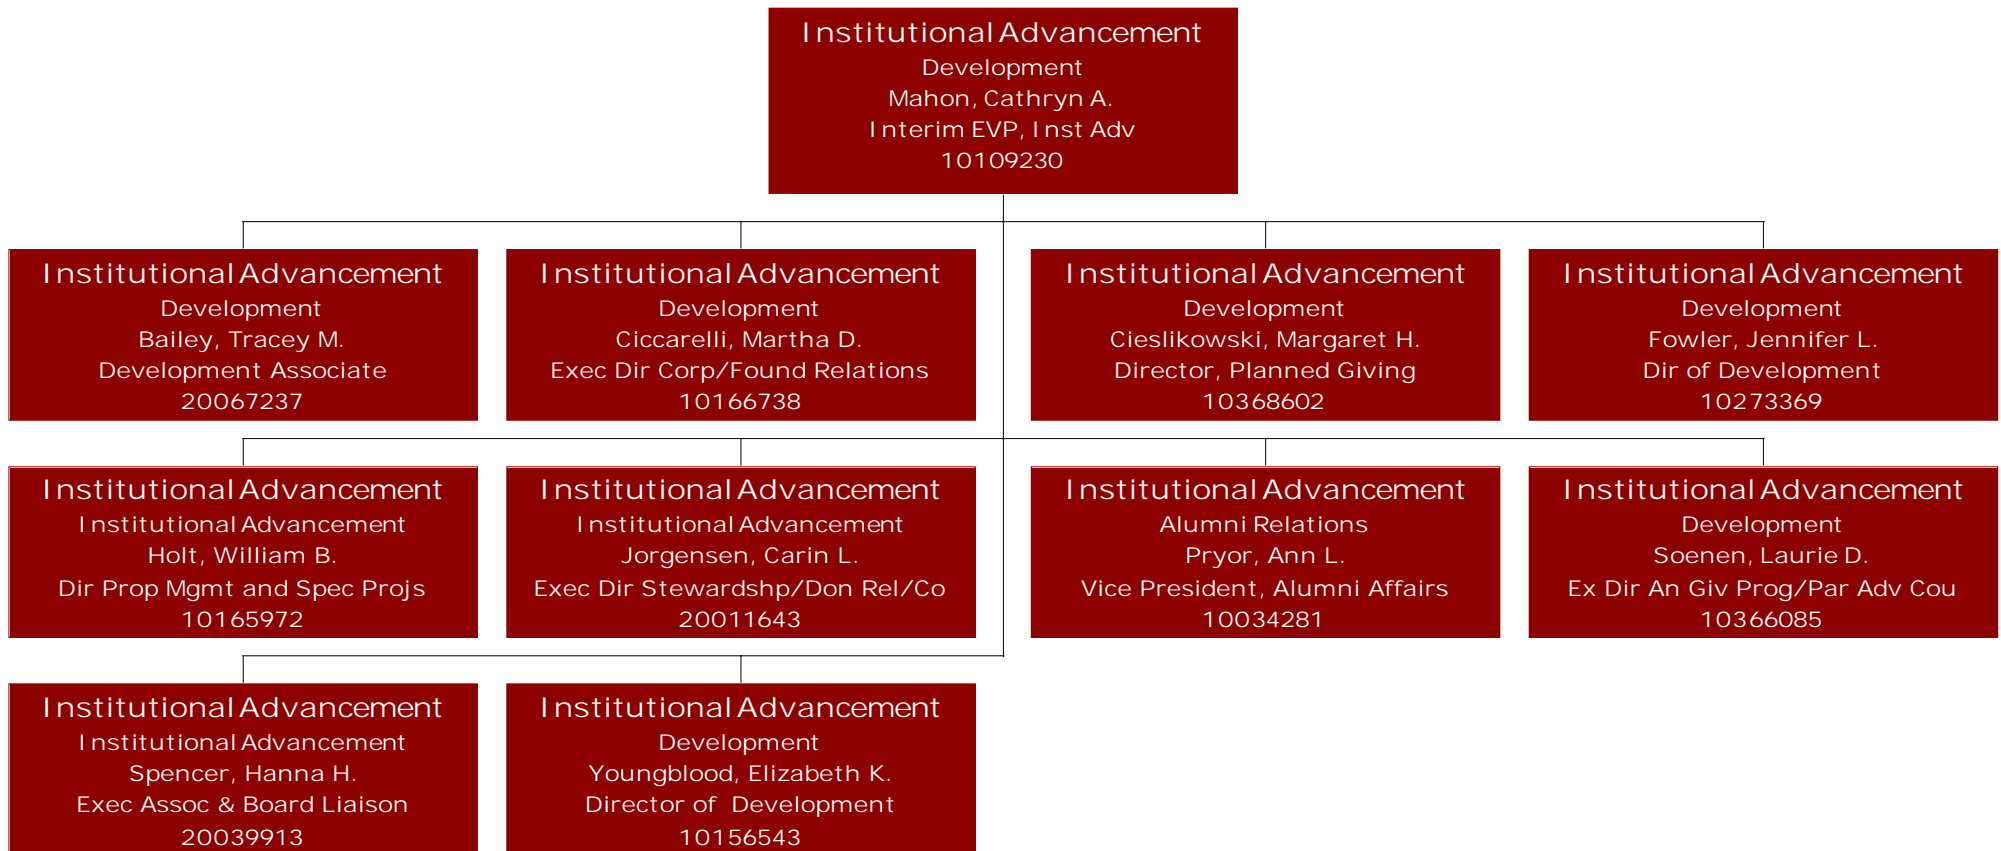 Institutional Advancement
Development
Mahon, Cathryn A.
Interim EVP, Inst Adv
10109230
Institutional Advancement
Development
Bailey, Tracey M.
Development Associate
20067237
Institutional Advancement
Development
Ciccarelli, Martha D.
Exec Dir Corp/Found Relations
10166738
Institutional Advancement
Development
Cieslikowski, Margaret H.
Director, Planned Giving
10368602
Institutional Advancement
Development
Fowler, Jennifer L.
Dir of Development
10273369
Institutional Advancement
Institutional Advancement
Holt, William B.
Dir Prop Mgmt and Spec Projs
10165972
Institutional Advancement
Institutional Advancement
Jorgensen, Carin L.
Exec Dir Stewardshp/Don Rel/Co
20011643
Institutional Advancement
Alumni Relations
Pryor, Ann L.
Vice President, Alumni Affairs
10034281
Institutional Advancement
Development
Soenen, Laurie D.
Ex Dir An Giv Prog/Par Adv Cou
10366085
Institutional Advancement
Institutional Advancement
Spencer, Hanna H.
Exec Assoc & Board Liaison
20039913
Institutional Advancement
Development
Youngblood, Elizabeth K.
Director of Development
10156543